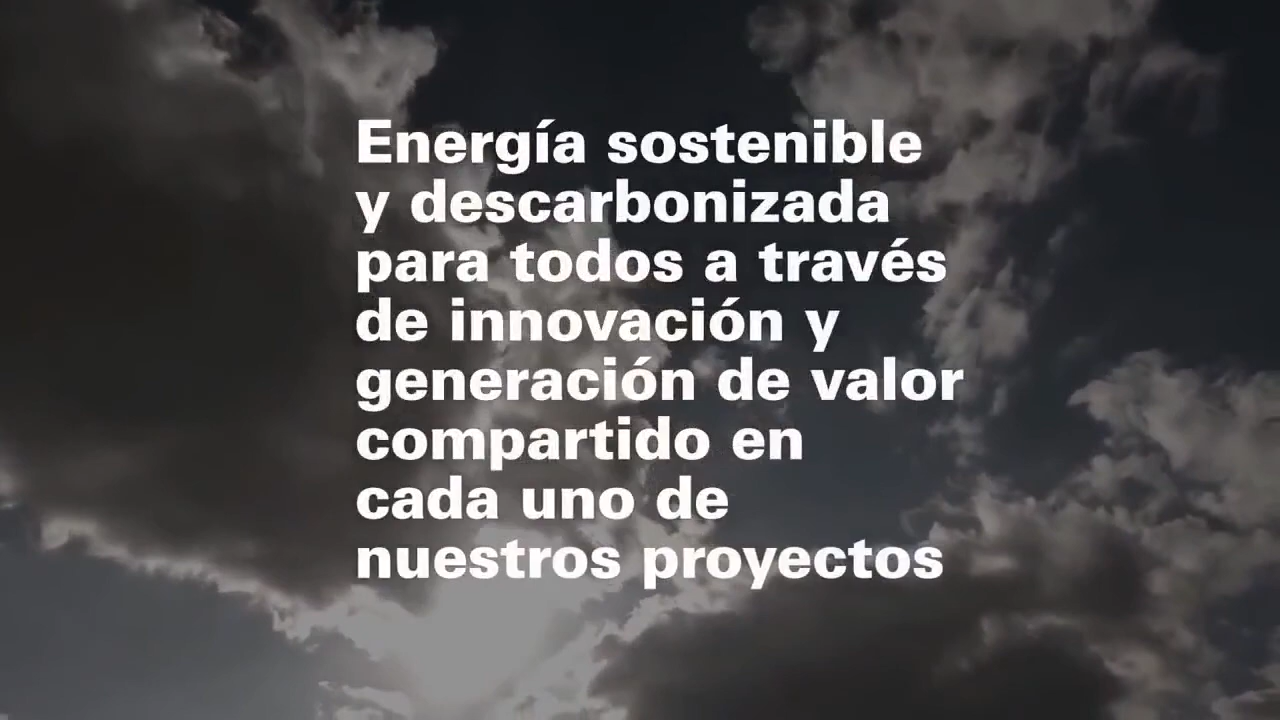 Energía sostenible
y descarbonizada
para todos a través
de innovación y
generación de valor
compartido en
cada uno de
nuestros proyectos